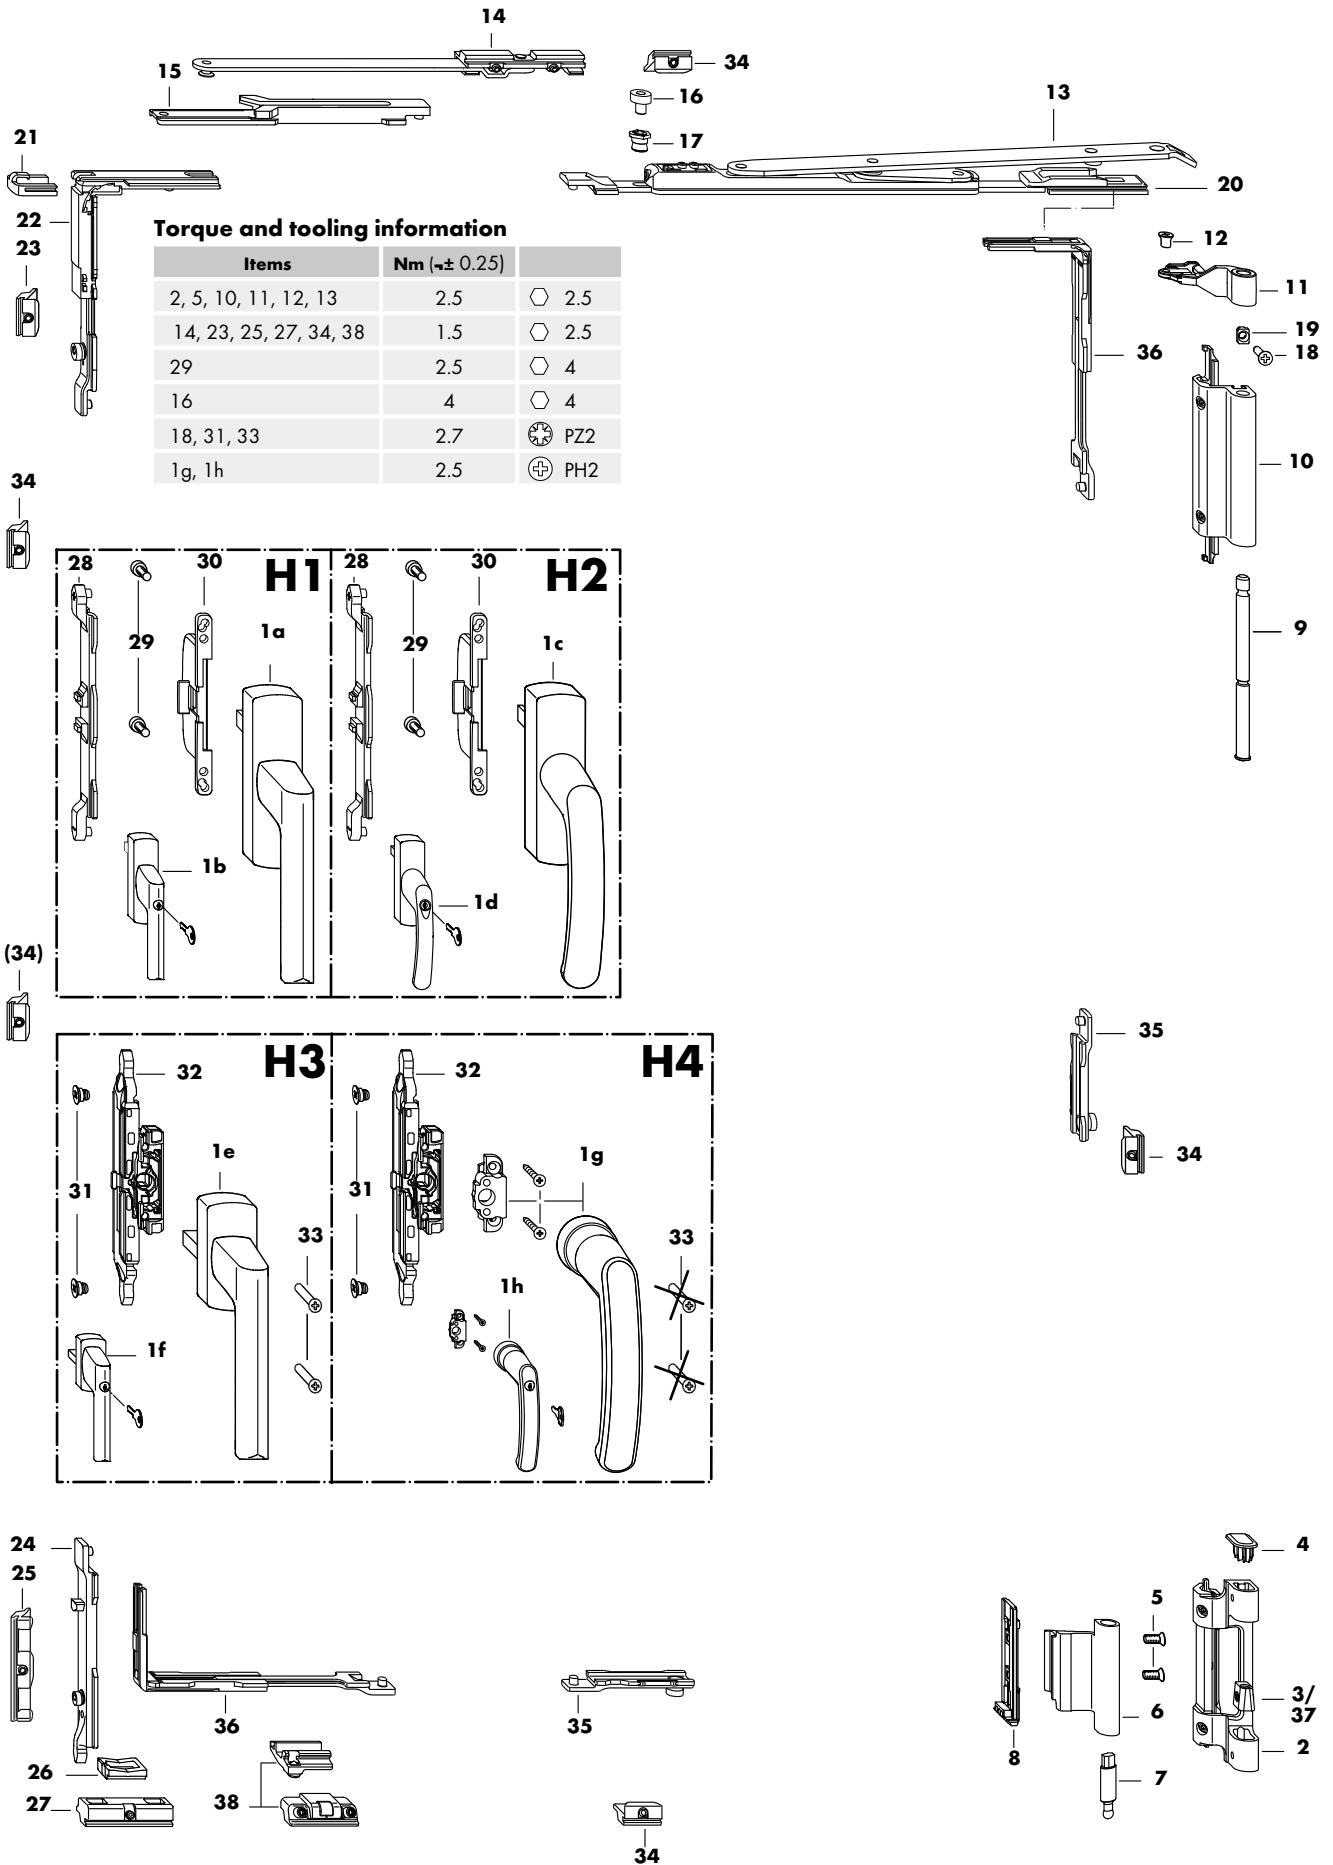 14
34
15
16
13
21
17
20
22
Torque and tooling information
12
23
Items Nm (¬± 0.25)
2, 5, 10, 11, 12, 13 2.5 2.5
11
14, 23, 25, 27, 34, 38 1.5 2.5
19
18
36
29 2.5 4
16 4 4
18, 31, 33 2.7 PZ2
10
1g, 1h 2.5 PH2
34
28 30 H1 28 30 H2
29 1a 29 1c
9
1b
1d
(34)
35
H3 H4
32 32
1e 1g
34
31 31
33 33
1h
1f
24
4
25
5
3/
37
36
35
6
2
8
26
7
27
38
34